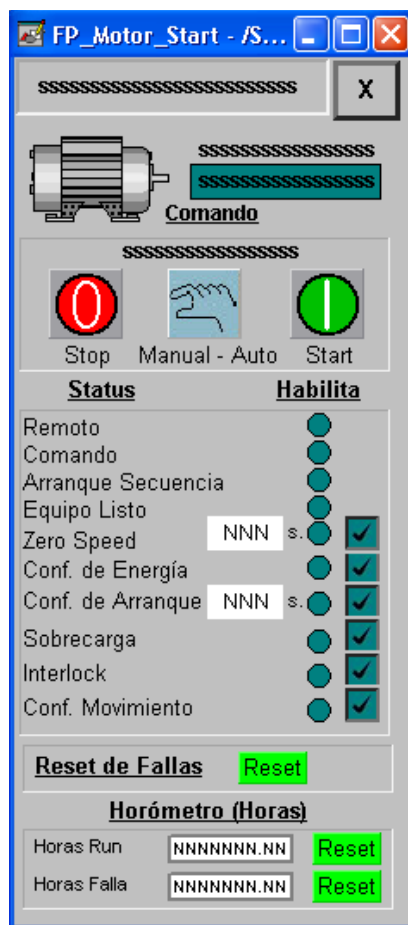 FP_Motor_Start - /S...
SSSSSSSSSSSSSSSSSSSSSSSSS X
SSSSSSSSSSSSSSSSS
SSSSSSSSSSSSSSSSS
Comando
SSSSSSSSSSSSSSSSS
Stop Manual - Auto Start
Status Habilita
Remoto
Comando
Arranque Secuencia
Equipo Listo
Zero Speed NNN s.
Conf. de Energía
Conf. de Arranque NNN s.
Sobrecarga
Interlock
Conf. Movimiento
Reset de Fallas Reset
Horómetro (Horas)
Horas Run NNNNNNN.NN Reset
Horas Falla NNNNNNN.NN Reset